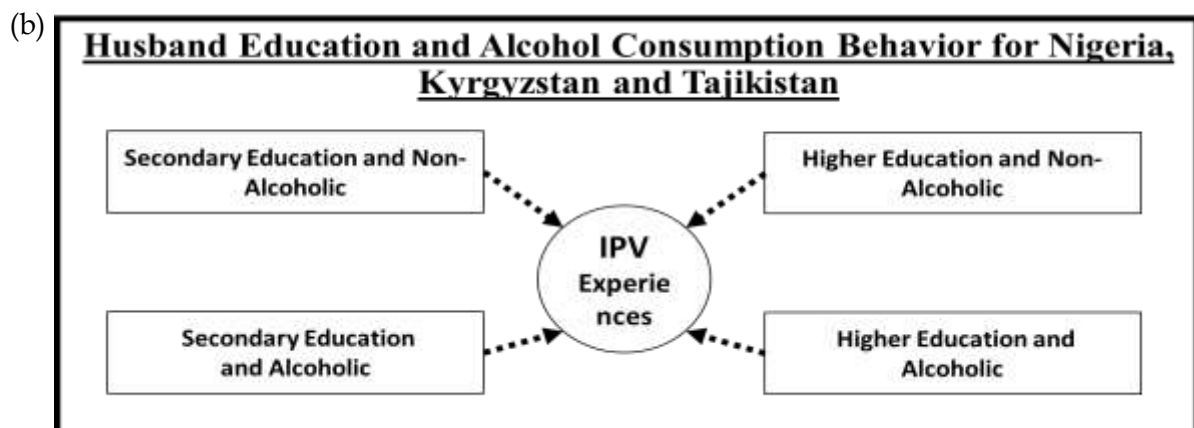 (b)
Husband Education and Alcohol Consumption Behavior for Nigeria,
Kyrgyzstan and Tajikistan
Secondary Education and Non-
Alcoholic
Higher Education and Non-
Alcoholic
IPV
Experie
nces
Secondary Education
and Alcoholic
Higher Education and
Alcoholic